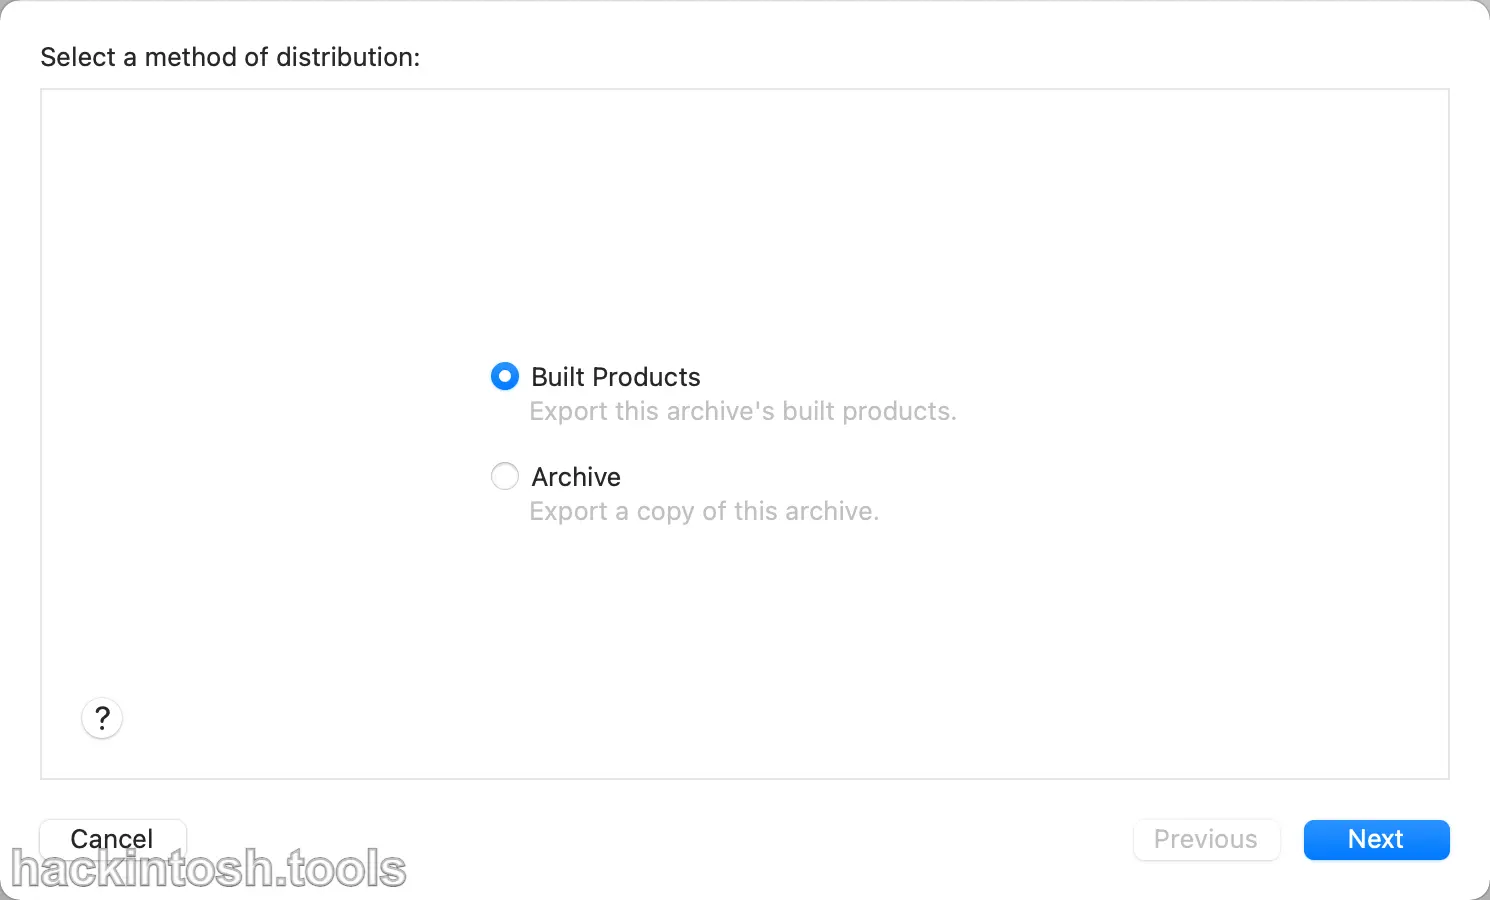 Select a method of distribution:
Built Products
Export this archive's built products.
Archive
Export a copy of this archive.
?
Cancel
Previous
Next
hackintosh.tools